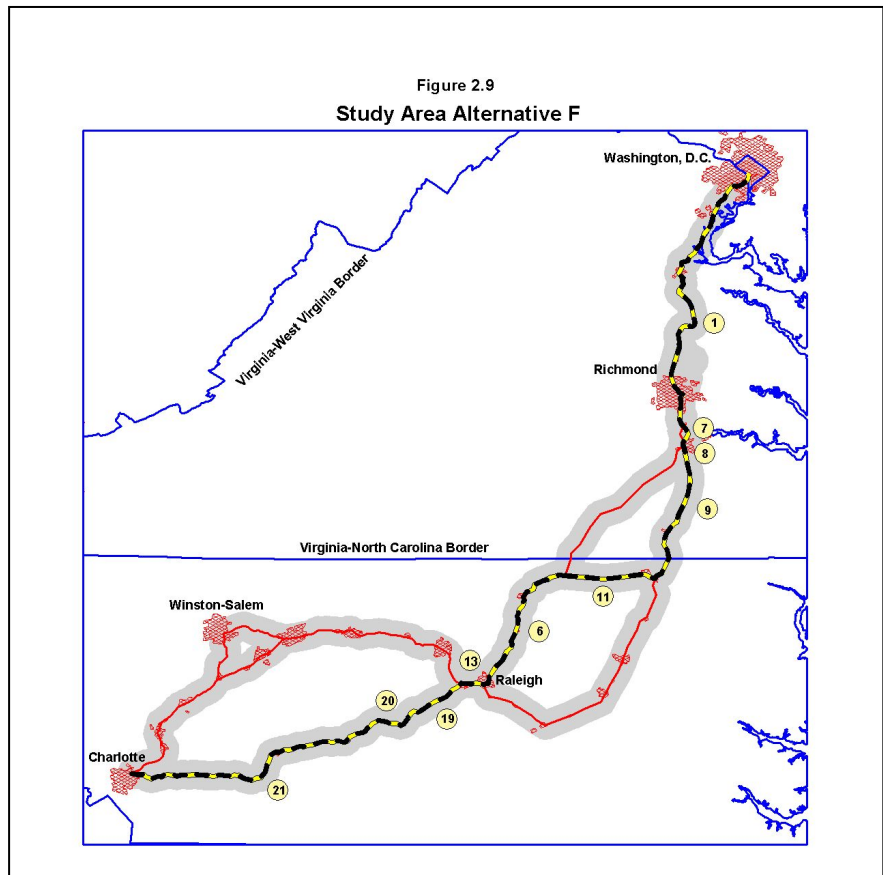 Figure 2.9
Study Area Alternative F
Washington, D.C.
Virginia-West Virginia Border
1
Richmond
7
8
9
Virginia-North Carolina Border
11
Winston-Salem
6
13
Raleigh
20
19
Charlotte
21